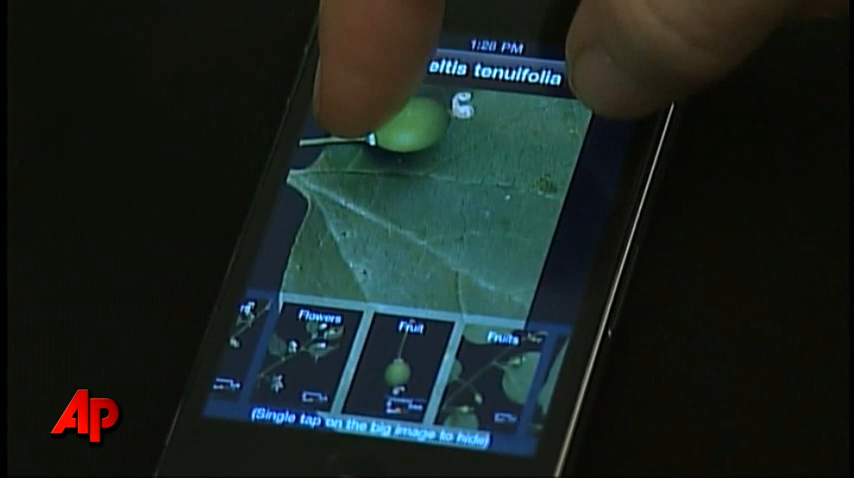 1:28 PM
eltis tenuifolia
Flowers
Fruit
Fruits
(Single tap on the big image to hide)
AP